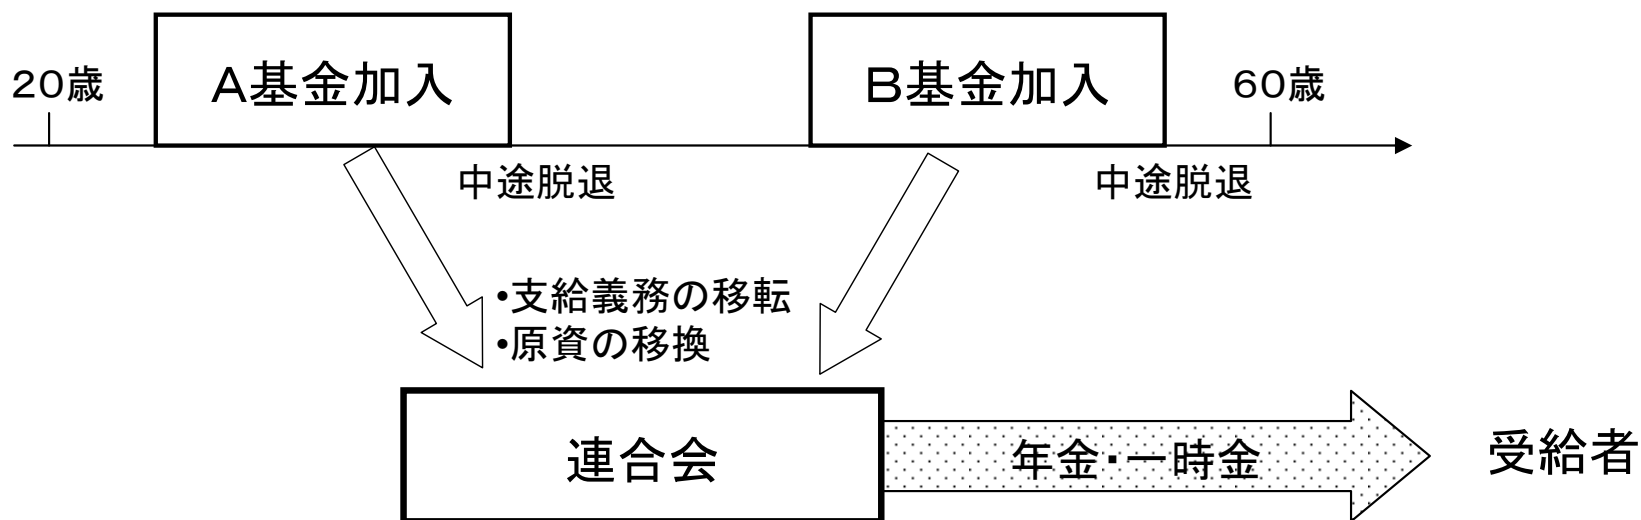 20歳
A基金加入
B基金加入
60歳
中途脱退
中途脱退
•支給義務の移転
•原資の移換
連合会
年金・一時金
受給者